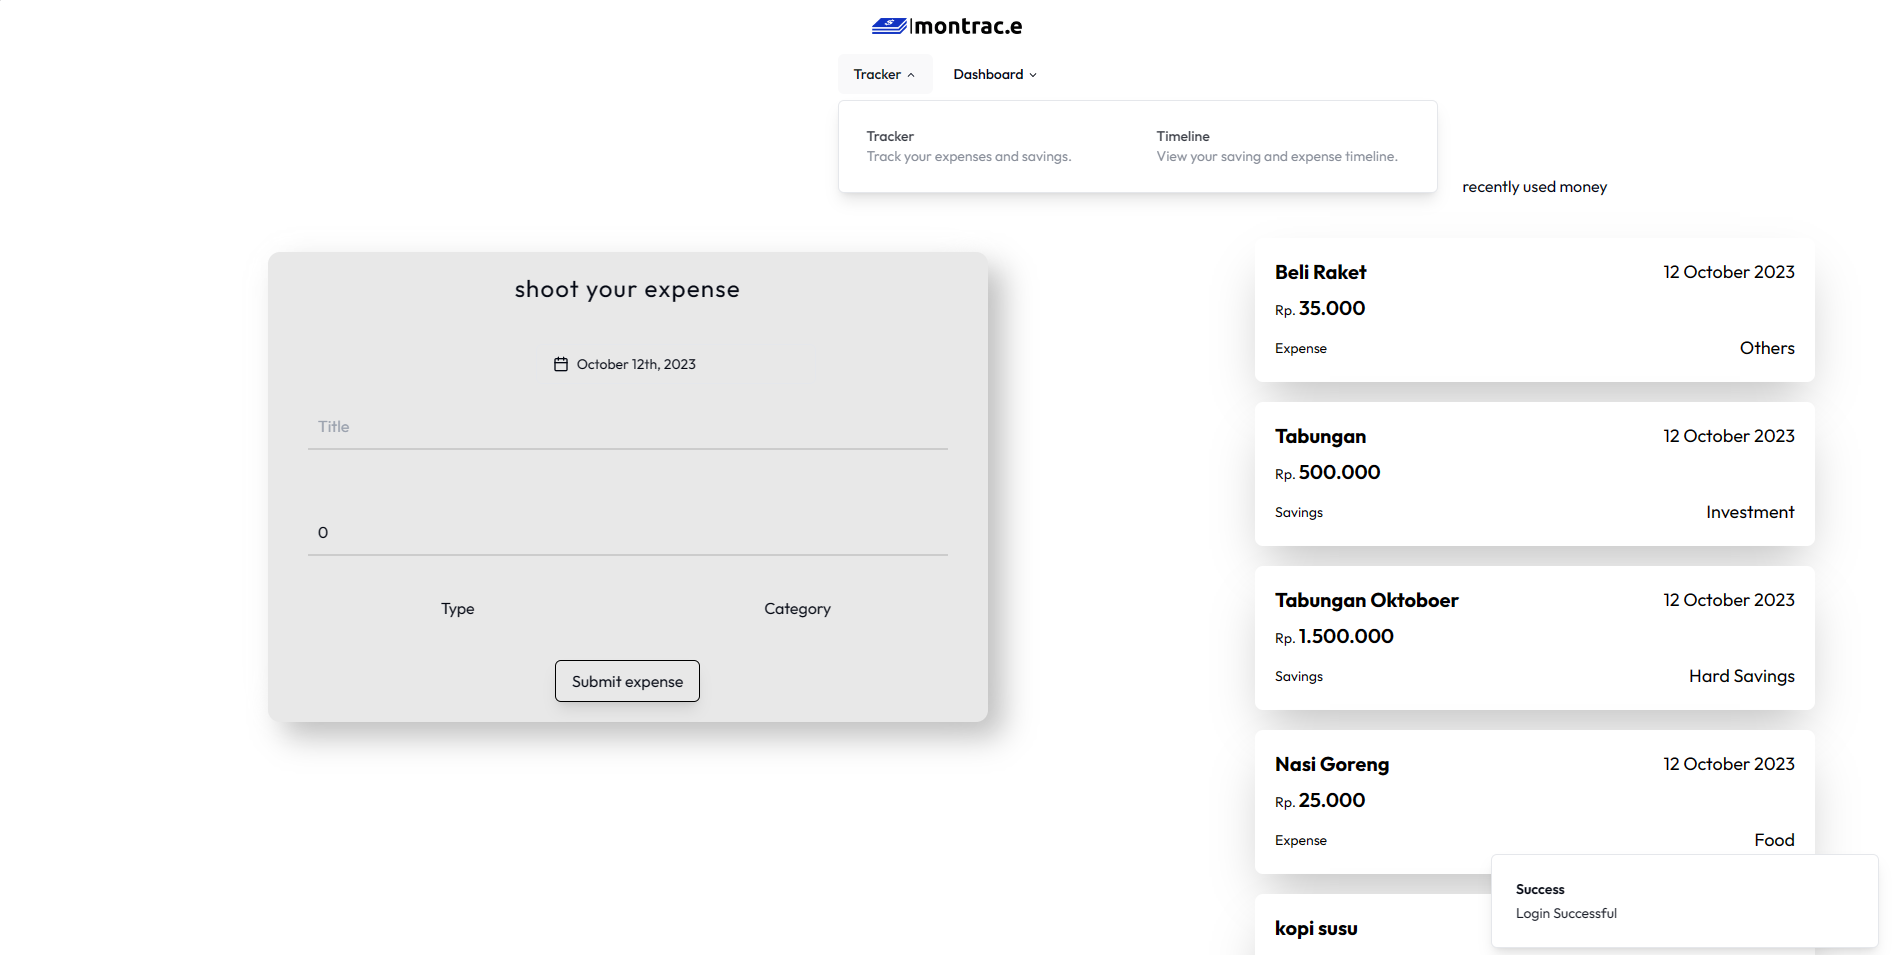 montrac.e
Tracker
Dashboard
Tracker
Track your expenses and savings.
Timeline
View your saving and expense timeline.
recently used money
shoot your expense
October 12th, 2023
Title
0
Type
Category
Submit expense
Beli Raket
12 October 2023
Rp. 35.000
Expense
Others
Tabungan
12 October 2023
Rp. 500.000
Savings
Investment
Tabungan Oktoboer
12 October 2023
Rp. 1.500.000
Savings
Hard Savings
Nasi Goreng
12 October 2023
Rp. 25.000
Expense
Food
kopi susu
Success
Login Successful